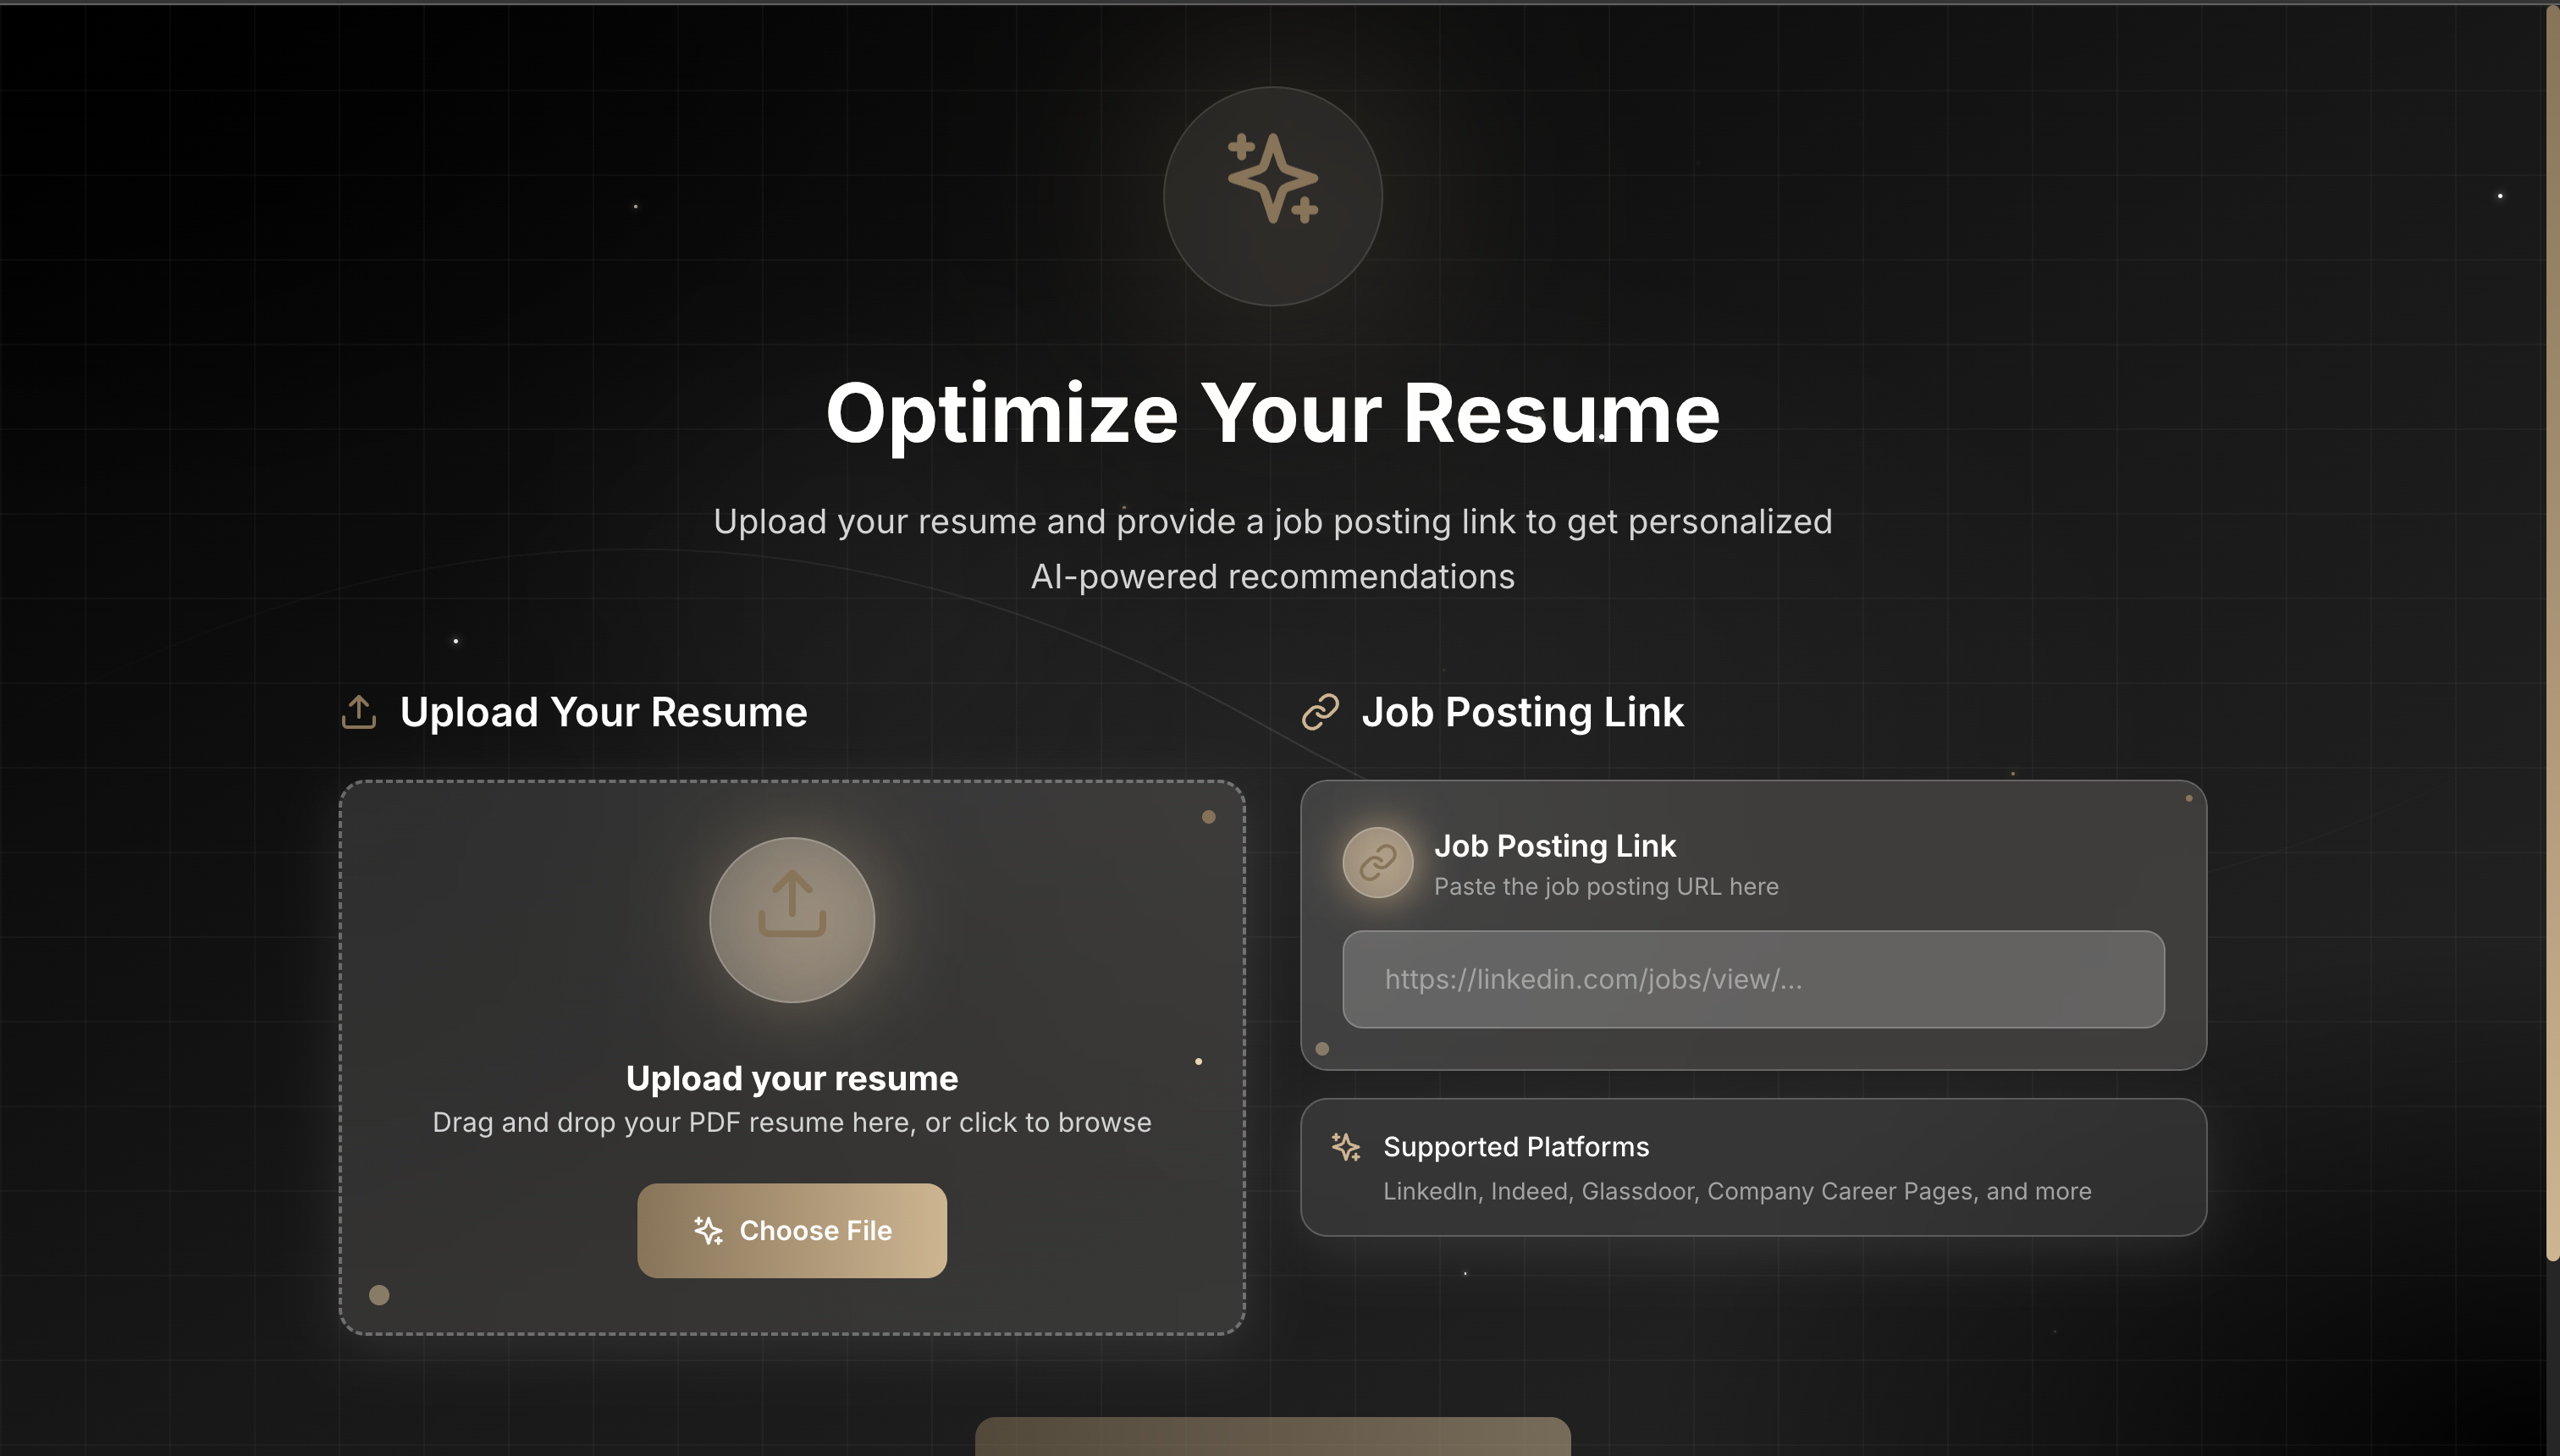 Optimize Your Resume
Upload your resume and provide a job posting link to get personalized
AI-powered recommendations
Upload Your Resume
Upload your resume
Drag and drop your PDF resume here, or click to browse
Choose File
Job Posting Link
Job Posting Link
Paste the job posting URL here
https://linkedin.com/jobs/view/...
Supported Platforms
LinkedIn, Indeed, Glassdoor, Company Career Pages, and more